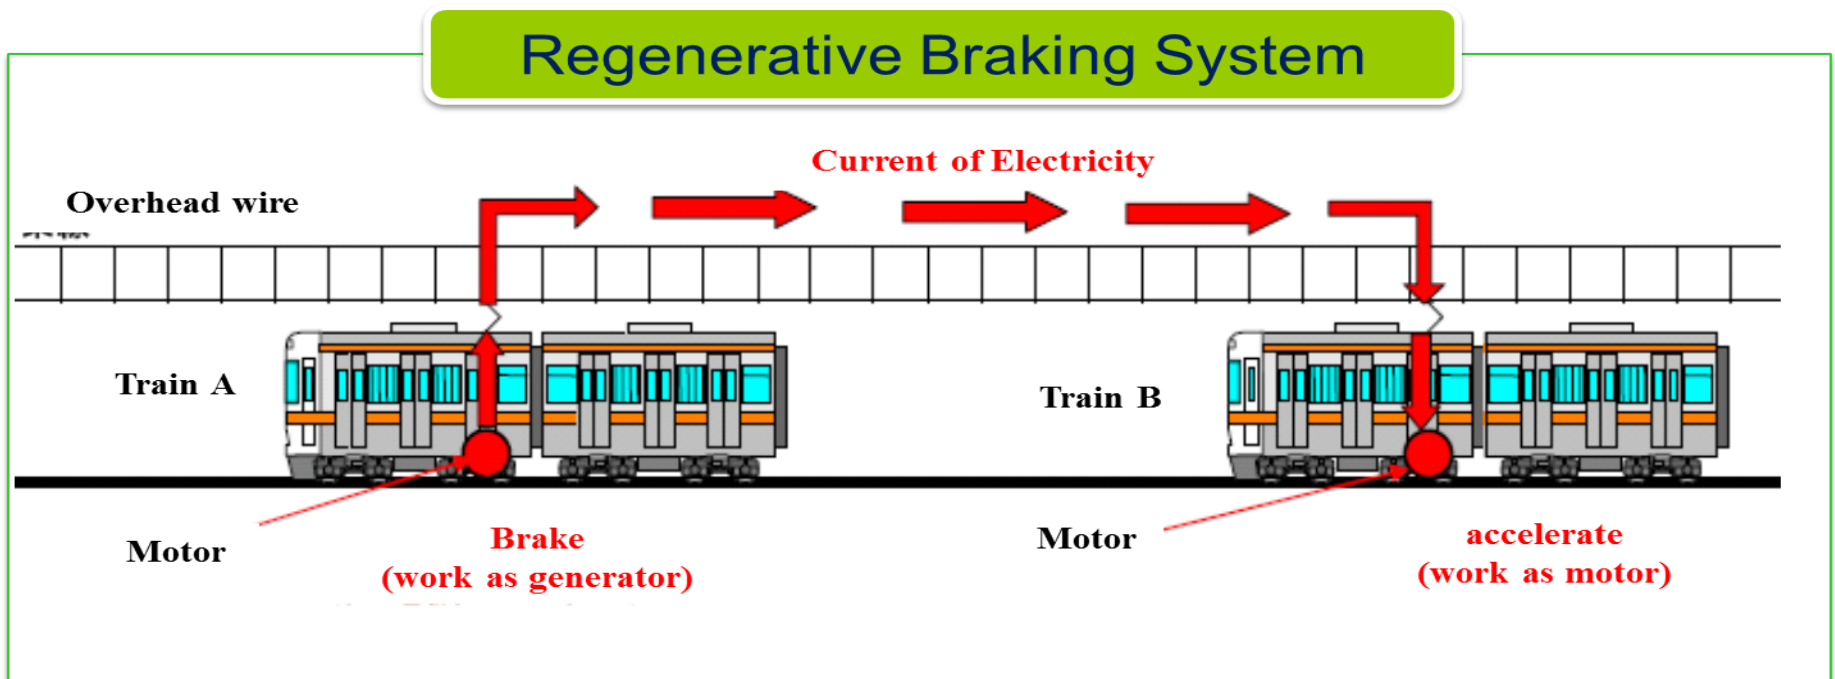 Regenerative Braking System
Current of Electricity
Overhead wire
Train A
Train B
Motor
Brake
(work as generator)
Motor
accelerate
(work as motor)